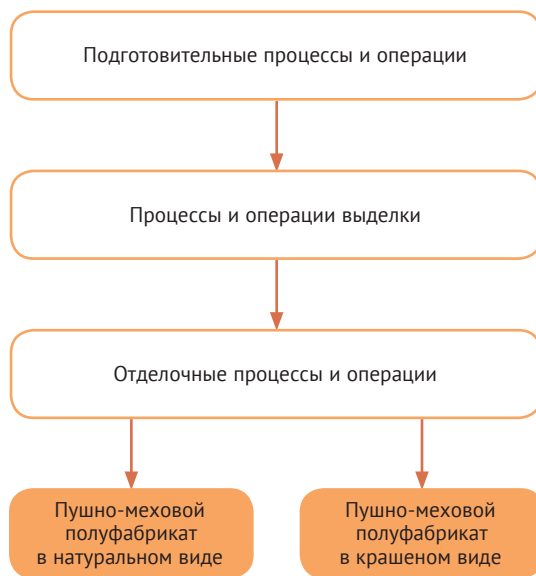 Подготовительные процессы и операции
Процессы и операции выделки
Отделочные процессы и операции
Пушно-меховой
полуфабрикат
в натуральном виде
Пушно-меховой
полуфабрикат
в крашеном виде